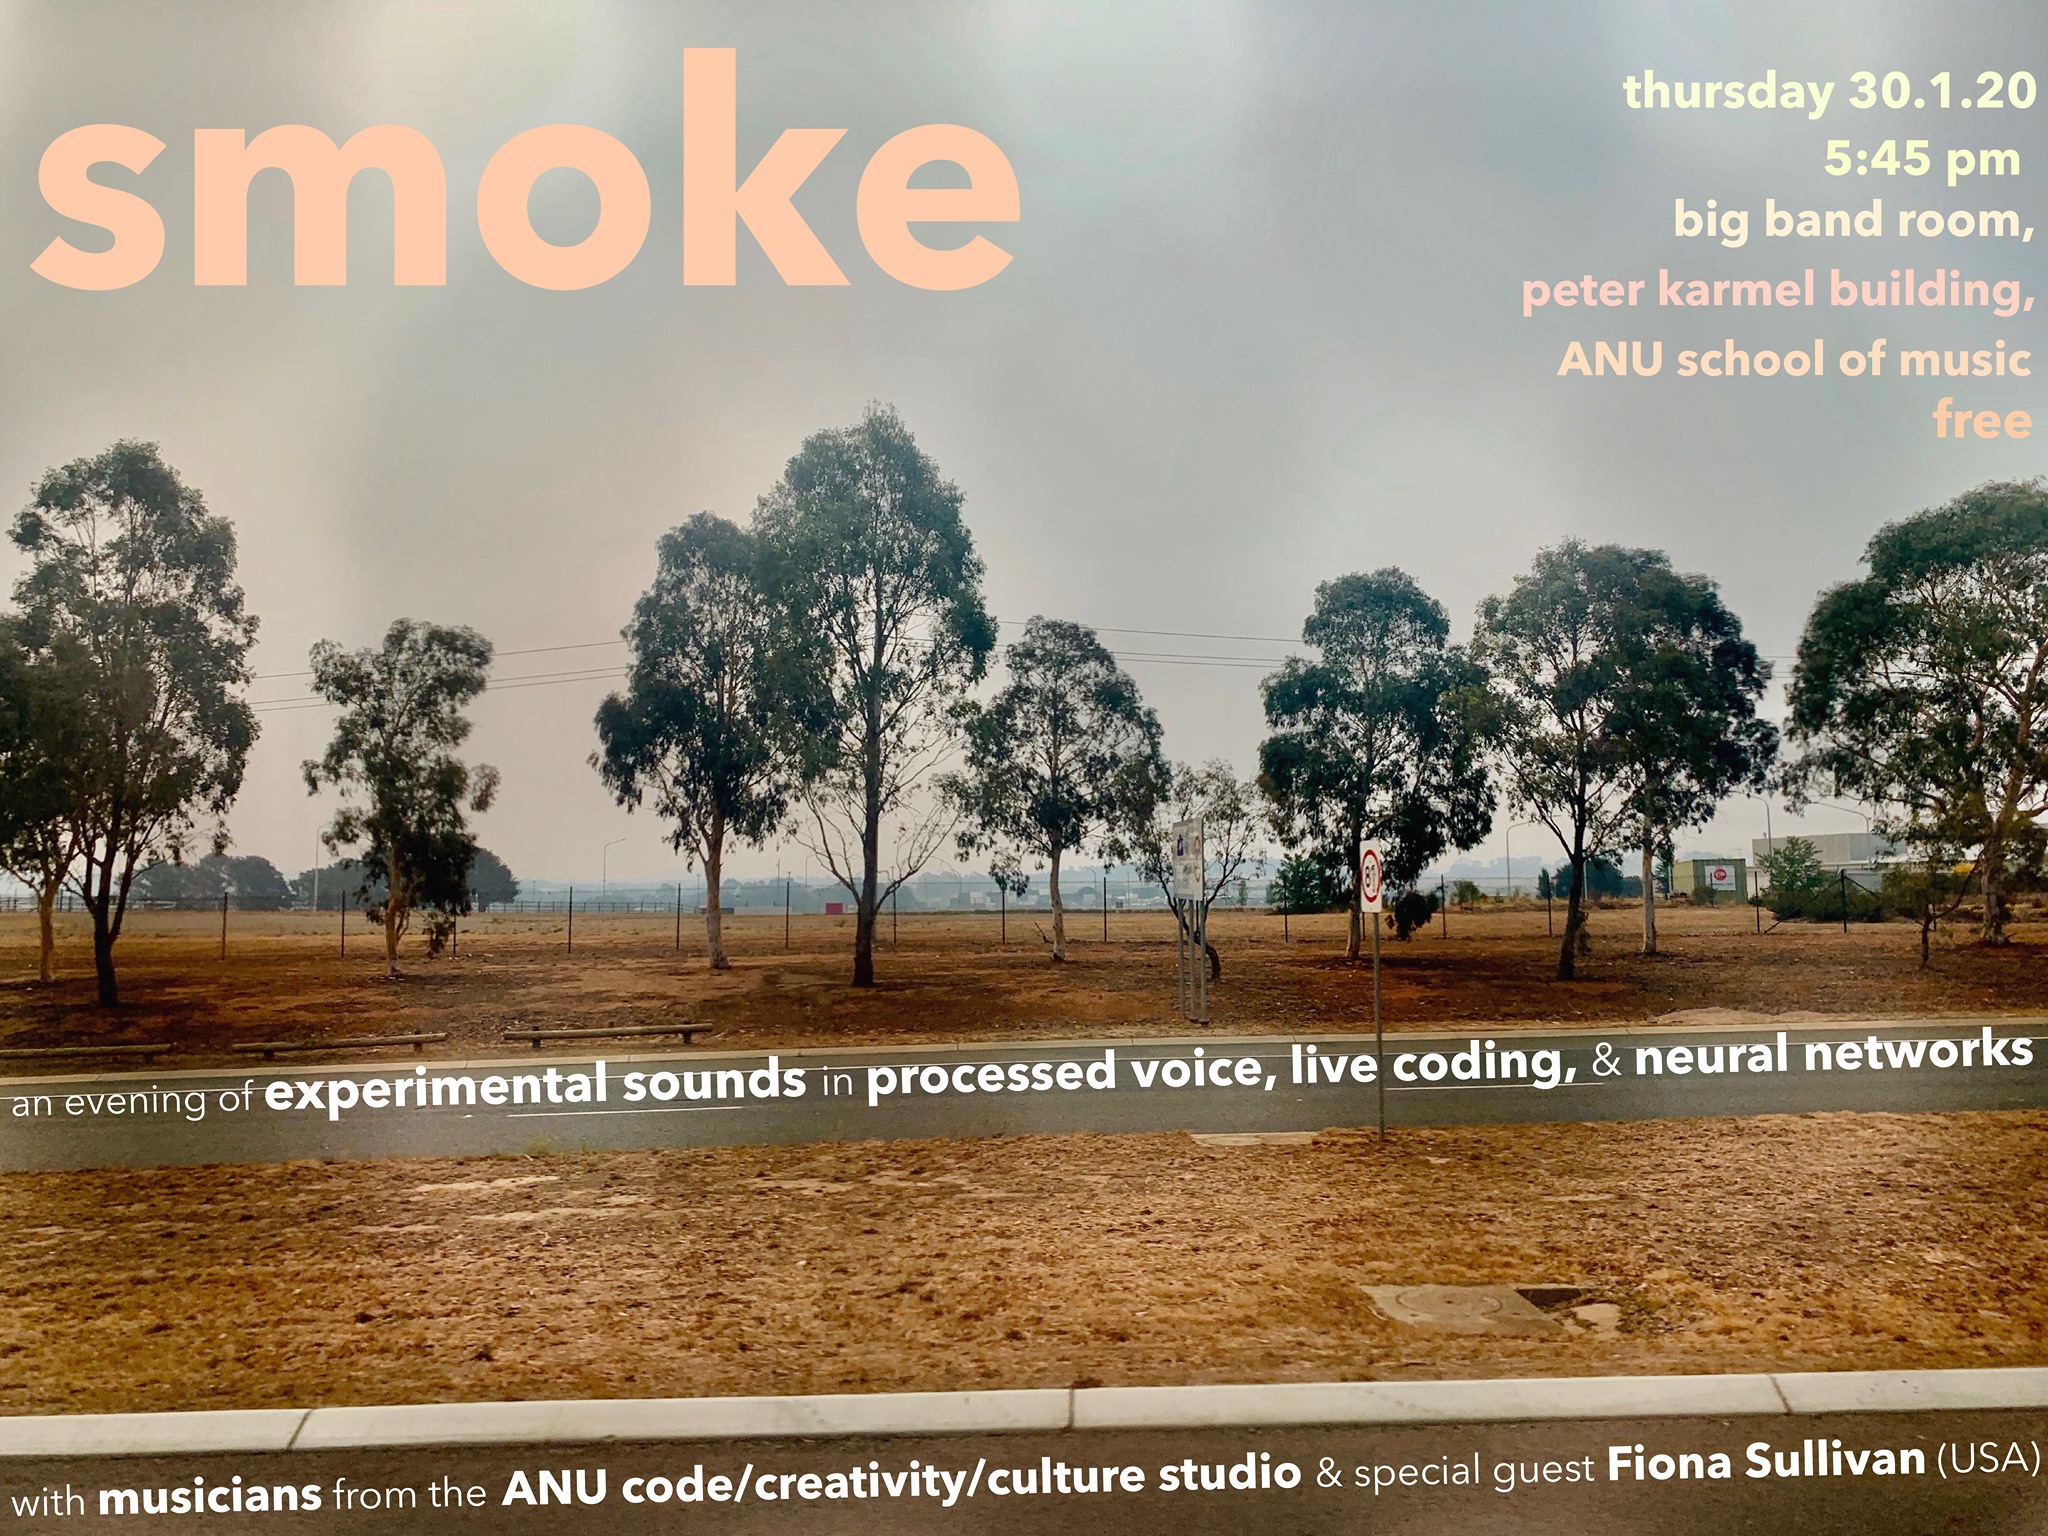 smoke
thursday 30.1.20
5:45 pm
big band room,
peter karmel building,
ANU school of music
free
an evening of experimental sounds in processed voice, live coding, & neural networks
with musicians from the ANU code/creativity/culture studio & special guest Fiona Sullivan (USA)